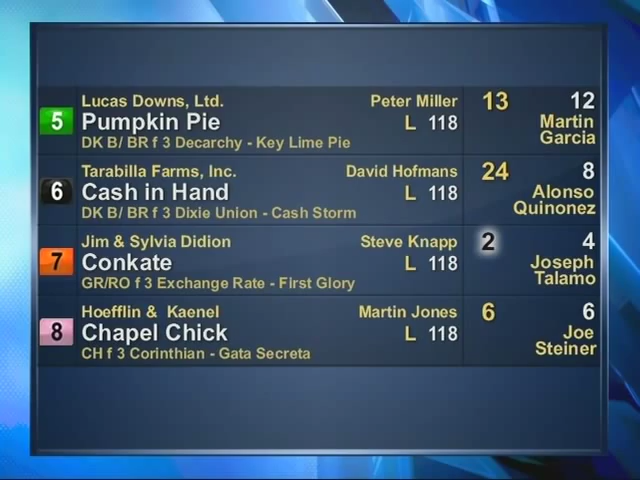 Lucas Downs, Ltd. Peter Miller 13 12
5 Pumpkin Pie L 118 Martin
DK B/ BR f 3 Decarchy - Key Lime Pie Garcia
Tarabilla Farms, Inc. David Hofmans 24 8
6 Cash in Hand L 118 Alonso
DK B/ BR f 3 Dixie Union - Cash Storm Quinonez
Jim & Sylvia Didion Steve Knapp 2 4
7 Conkate L 118 Joseph
GR/RO f 3 Exchange Rate - First Glory Talamo
Hoefflin & Kaenel Martin Jones 6 6
8 Chapel Chick L 118 Joe
CH f 3 Corinthian - Gata Secreta Steiner